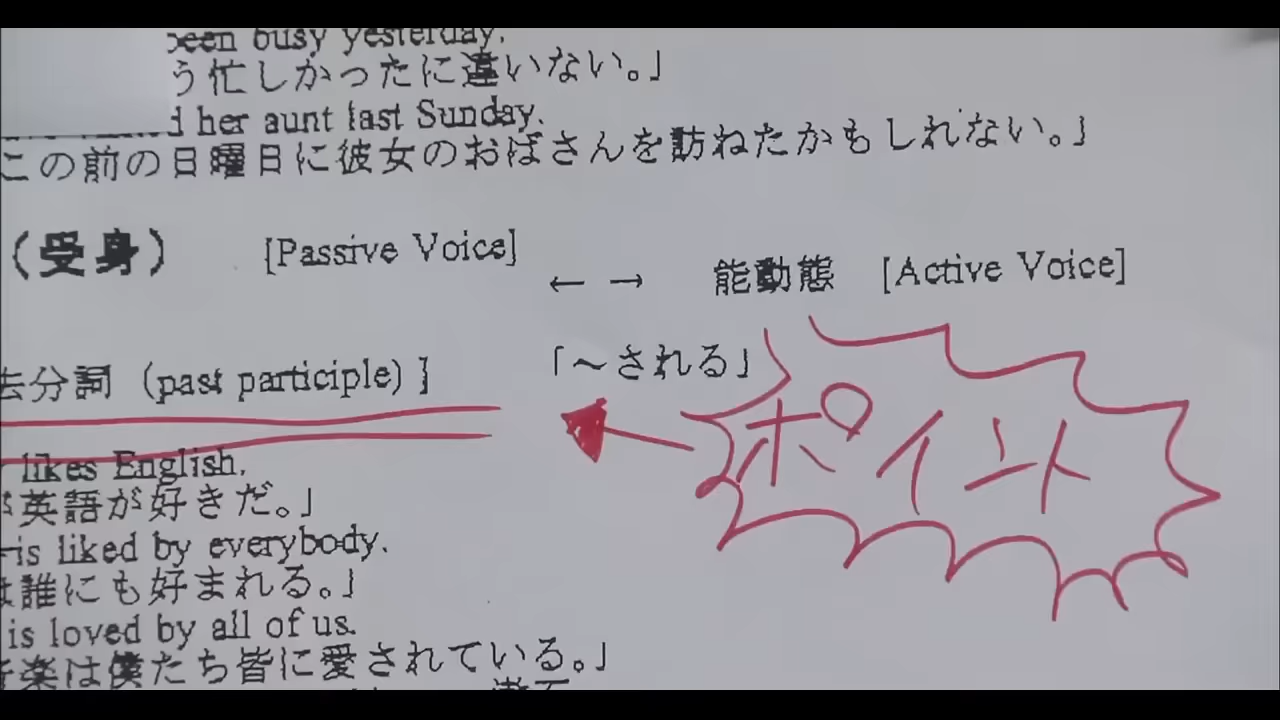 been busy yesterday.
う忙しかったに違いない。」
her aunt last Sunday.
この前の日曜日に彼女のおばさんを訪ねたかもしれない。」
（受身） [Passive Voice] ← → 能動態 [Active Voice]
去分詞 (past participle) ] 「～される」
ポイント
likes English.
英語が好きだ。」
is liked by everybody.
は誰にも好まれる。」
is loved by all of us.
楽は僕たち皆に愛されている。」